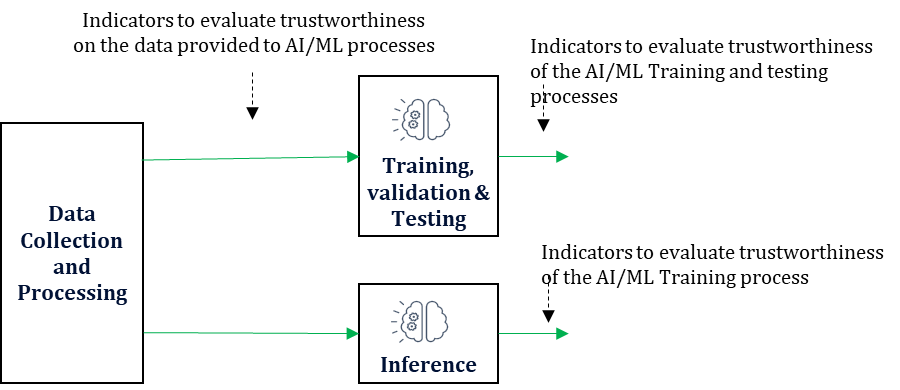 Indicators to evaluate trustworthiness
on the data provided to AI/ML processes
Indicators to evaluate trustworthiness
of the AI/ML Training and testing
processes
Training,
validation &
Testing
Data
Collection
and
Processing
Indicators to evaluate trustworthiness
of the AI/ML Training process
Inference